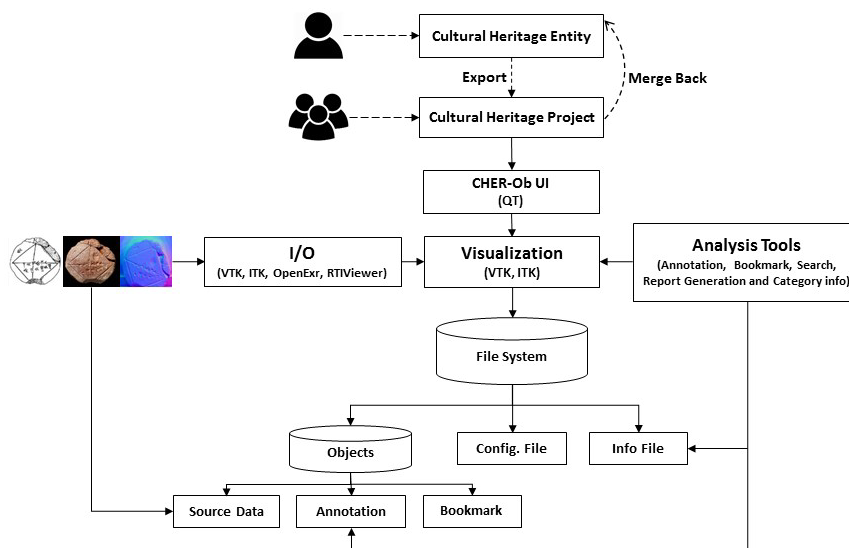 Cultural Heritage Entity
Export
Merge Back
Cultural Heritage Project
CHER-Ob UI
(QT)
I/O
(VTK, ITK, OpenExr, RTIViewer)
Visualization
(VTK, ITK)
Analysis Tools
(Annotation, Bookmark, Search,
Report Generation and Category info)
File System
Objects
Config. File
Info File
Source Data
Annotation
Bookmark